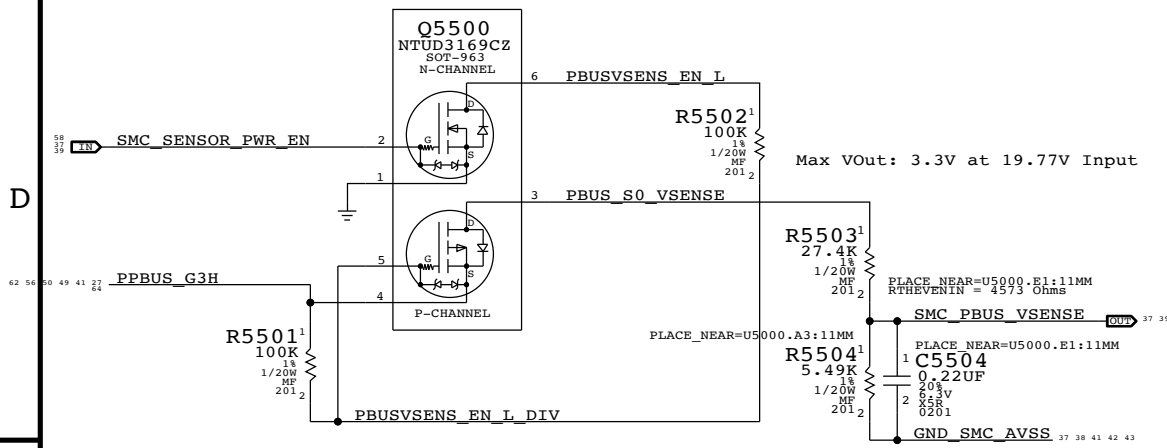 Q5500
NTUD3169CZ
SOT-963
N-CHANNEL
6 PBUSVSENS_EN_L
D
G
S
58
37
39
IN
SMC_SENSOR_PWR_EN
2
1
R5502
1
100K
1%
1/20W
MF
201
2
Max VOut: 3.3V at 19.77V Input
D
3 PBUS_S0_VSENSE
D
G
S
5
4
P-CHANNEL
62 56 50 49 41 27
64
PPBUS_G3H
R5501
1
100K
1%
1/20W
MF
201
2
PBUSVSENS_EN_L_DIV
R5503
1
27.4K
1%
1/20W
MF
201
2
PLACE_NEAR=U5000.E1:11MM
RTHEVENIN = 4573 Ohms
SMC_PBUS_VSENSE
OUT
37 39
PLACE_NEAR=U5000.A3:11MM
R5504
1
5.49K
1%
1/20W
MF
201
2
PLACE_NEAR=U5000.E1:11MM
1
C5504
0.22UF
20%
6.3V
X5R
0201
2
GND_SMC_AVSS
37 38 41 42 43